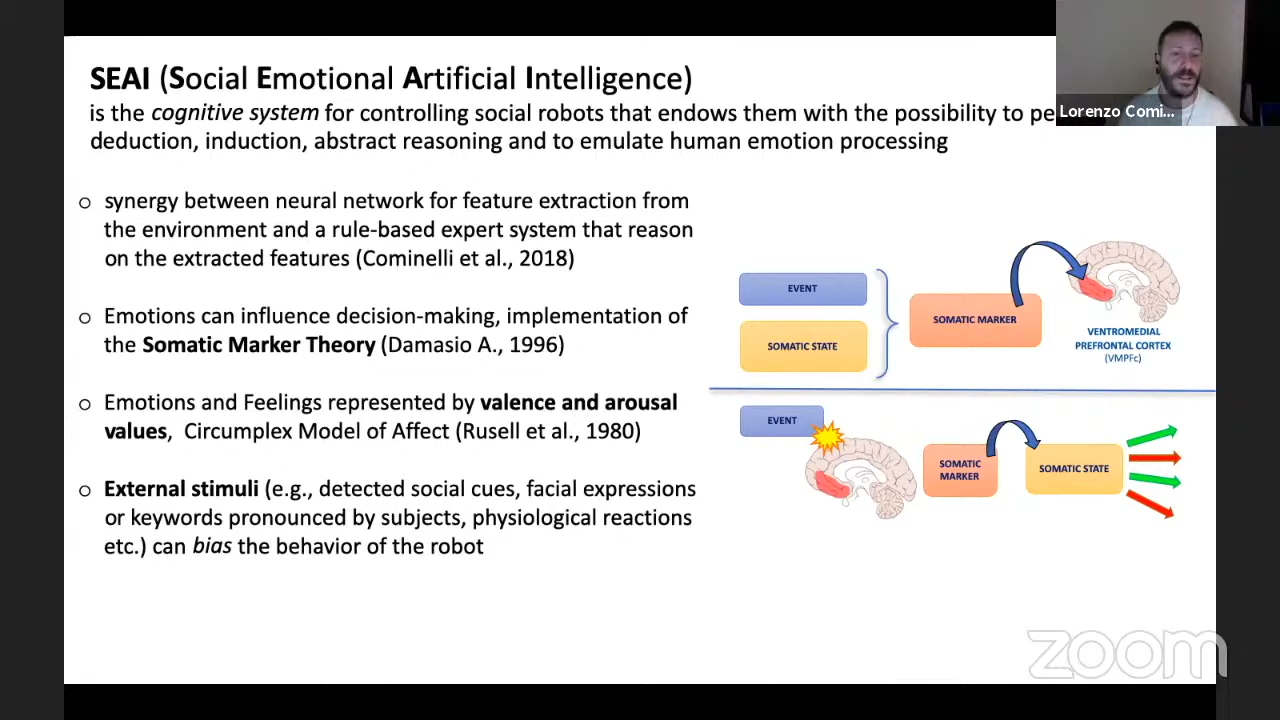 SEAI (Social Emotional Artificial Intelligence)
is the cognitive system for controlling social robots that endows them with the possibility to pe
deduction, induction, abstract reasoning and to emulate human emotion processing
Lorenzo Comi...
o synergy between neural network for feature extraction from
the environment and a rule-based expert system that reason
on the extracted features (Cominelli et al., 2018)
o Emotions can influence decision-making, implementation of
the Somatic Marker Theory (Damasio A., 1996)
o Emotions and Feelings represented by valence and arousal
values, Circumplex Model of Affect (Rusell et al., 1980)
o External stimuli (e.g., detected social cues, facial expressions
or keywords pronounced by subjects, physiological reactions
etc.) can bias the behavior of the robot
EVENT
SOMATIC STATE
SOMATIC MARKER
VENTROMEDIAL
PREFRONTAL CORTEX
(VMPFc)
EVENT
SOMATIC
MARKER
SOMATIC STATE
zoom